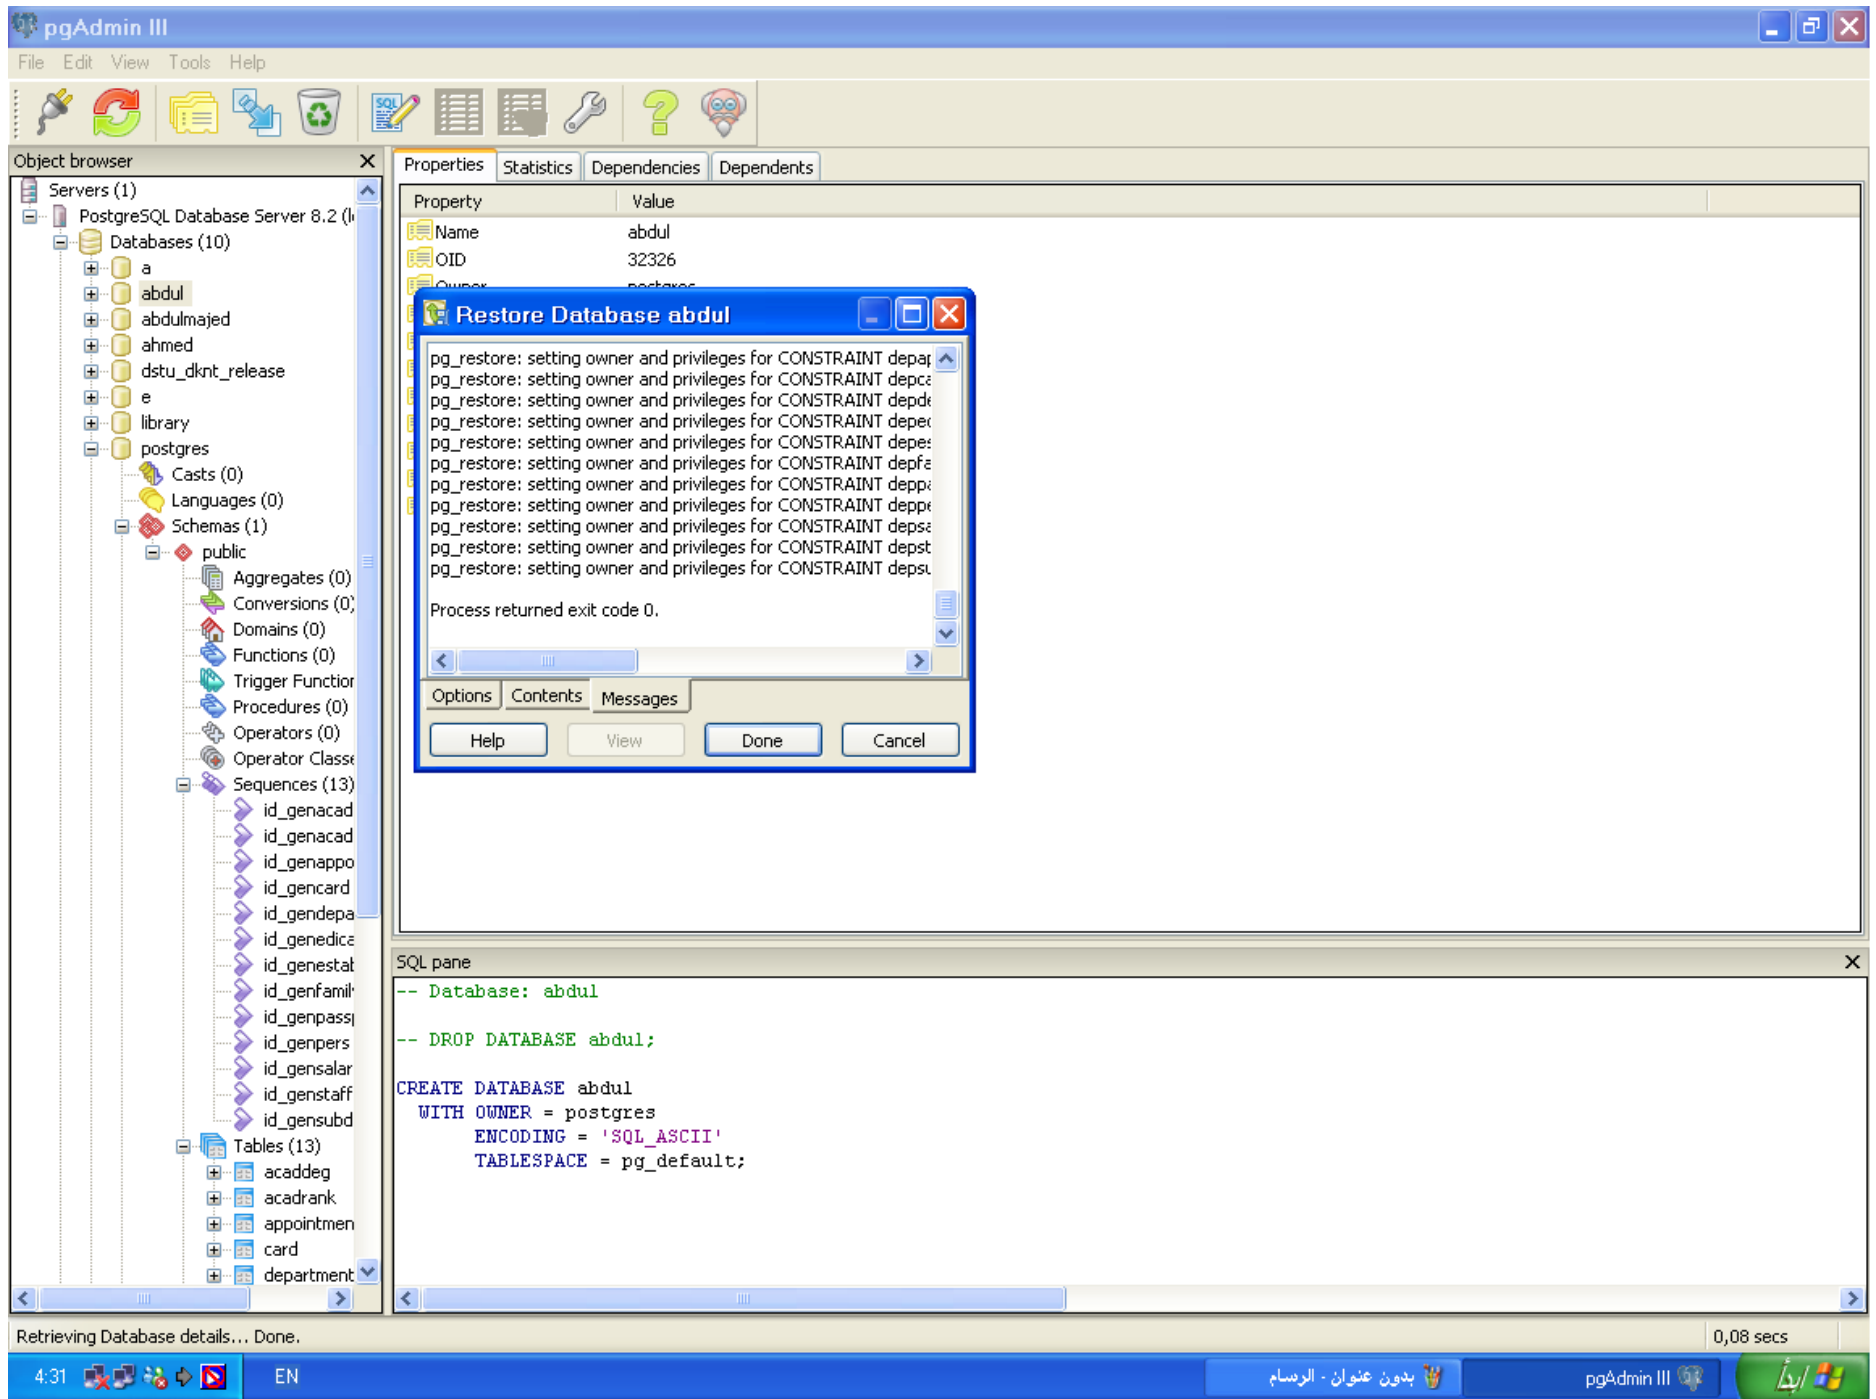 pgAdmin III
File Edit View Tools Help
SQL
Object browser
Servers (1)
PostgreSQL Database Server 8.2 (l
Databases (10)
a
abdul
abdulmajed
ahmed
dstu_dknt_release
e
library
postgres
Casts (0)
Languages (0)
Schemas (1)
public
Aggregates (0)
Conversions (0)
Domains (0)
Functions (0)
Trigger Function
Procedures (0)
Operators (0)
Operator Classe
Sequences (13)
id_genacad
id_genacad
id_genappo
id_gencard
id_gendepa
id_genedica
id_genestab
id_genfamily
id_genpassp
id_genpers
id_gensalar
id_genstaff
id_gensubd
Tables (13)
acaddeg
acadrank
appointmen
card
department
Properties Statistics Dependencies Dependents
Property Value
Name abdul
OID 32326
Owner postgres
Restore Database abdul
pg_restore: setting owner and privileges for CONSTRAINT depap
pg_restore: setting owner and privileges for CONSTRAINT depca
pg_restore: setting owner and privileges for CONSTRAINT depde
pg_restore: setting owner and privileges for CONSTRAINT deped
pg_restore: setting owner and privileges for CONSTRAINT depes
pg_restore: setting owner and privileges for CONSTRAINT depfa
pg_restore: setting owner and privileges for CONSTRAINT deppa
pg_restore: setting owner and privileges for CONSTRAINT deppe
pg_restore: setting owner and privileges for CONSTRAINT depsa
pg_restore: setting owner and privileges for CONSTRAINT depst
pg_restore: setting owner and privileges for CONSTRAINT depsu
Process returned exit code 0.
Options Contents Messages
Help View Done Cancel
SQL pane
-- Database: abdul
-- DROP DATABASE abdul;
CREATE DATABASE abdul
WITH OWNER = postgres
ENCODING = 'SQL_ASCII'
TABLESPACE = pg_default;
Retrieving Database details... Done.
0,08 secs
4:31
EN
بدون عنوان - الرسام
pgAdmin III
ابدأ